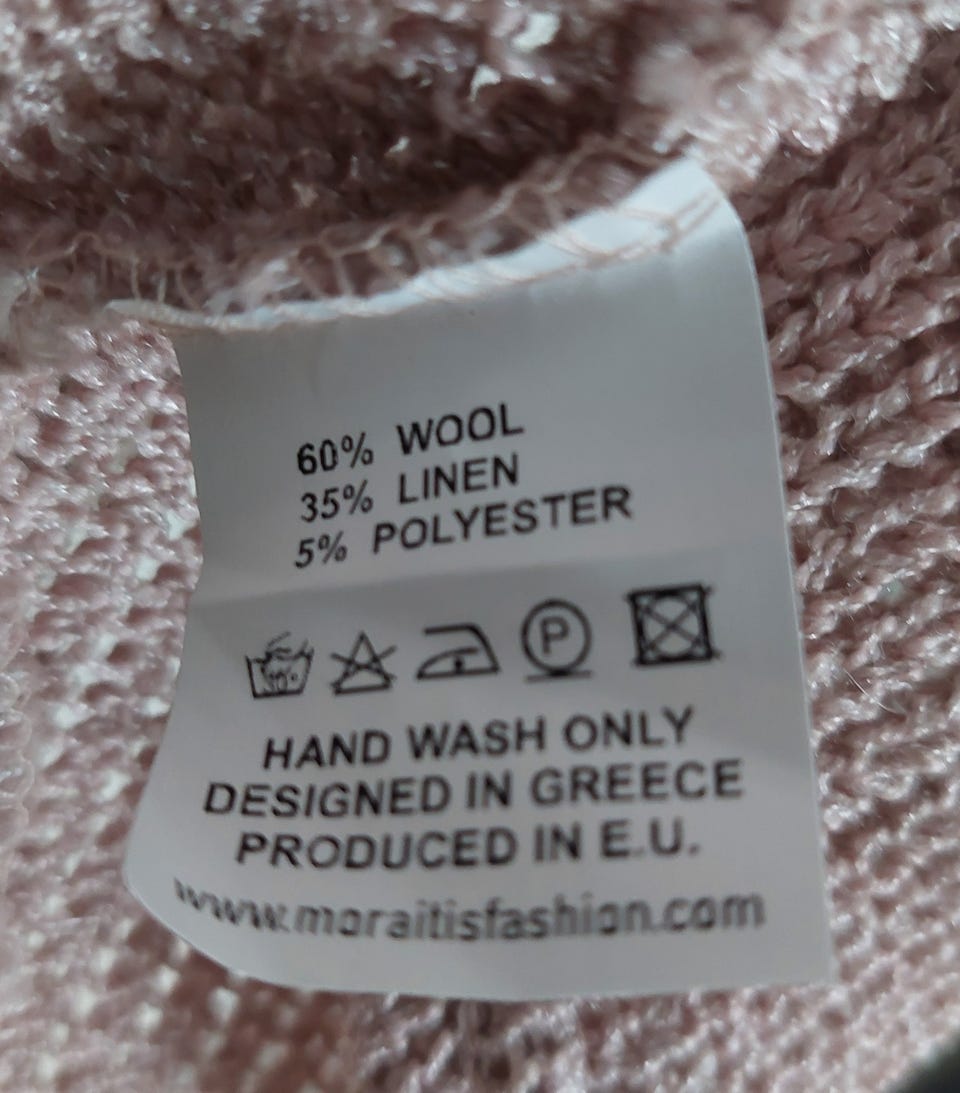 60% WOOL
35% LINEN
5% POLYESTER
P
HAND WASH ONLY
DESIGNED IN GREECE
PRODUCED IN E.U.
www.moraitisfashion.com